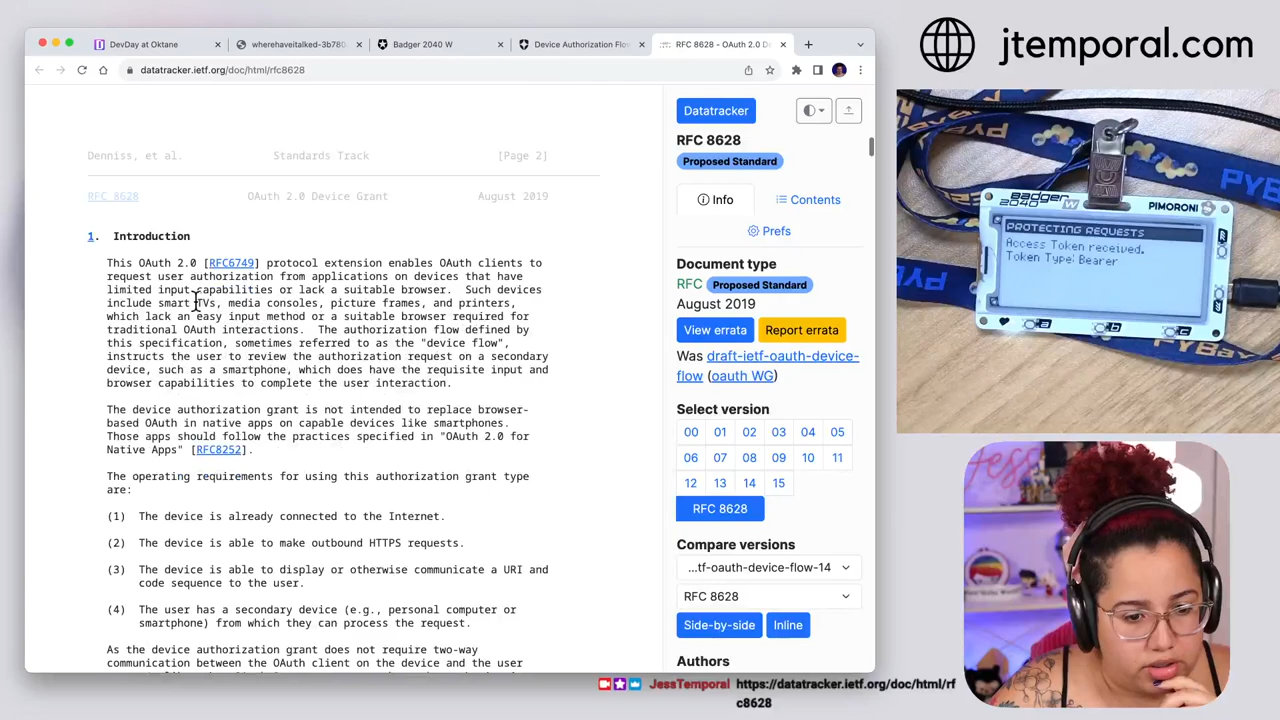 DevDay at Oktane
wherehaveitalked-3b780
Badger 2040 W
Device Authorization Flo
RFC 8628 - OAuth 2.0 D
datatracker.ietf.org/doc/html/rfc8628
Denniss, et al. Standards Track [Page 2]
RFC 8628 OAuth 2.0 Device Grant August 2019
1. Introduction
This OAuth 2.0 [RFC6749] protocol extension enables OAuth clients to
request user authorization from applications on devices that have
limited input capabilities or lack a suitable browser. Such devices
include smart TVs, media consoles, picture frames, and printers,
which lack an easy input method or a suitable browser required for
traditional OAuth interactions. The authorization flow defined by
this specification, sometimes referred to as the "device flow",
instructs the user to review the authorization request on a secondary
device, such as a smartphone, which does have the requisite input and
browser capabilities to complete the user interaction.
The device authorization grant is not intended to replace browser-
based OAuth in native apps on capable devices like smartphones.
Those apps should follow the practices specified in "OAuth 2.0 for
Native Apps" [RFC8252].
The operating requirements for using this authorization grant type
are:
(1) The device is already connected to the Internet.
(2) The device is able to make outbound HTTPS requests.
(3) The device is able to display or otherwise communicate a URI and
code sequence to the user.
(4) The user has a secondary device (e.g., personal computer or
smartphone) from which they can process the request.
As the device authorization grant does not require two-way
communication between the OAuth client on the device and the user
Datatracker
RFC 8628
Proposed Standard
Info
Contents
Prefs
Document type
RFC Proposed Standard
August 2019
View errata Report errata
Was draft-ietf-oauth-device-
flow (oauth WG)
Select version
00 01 02 03 04 05
06 07 08 09 10 11
12 13 14 15
RFC 8628
Compare versions
...tf-oauth-device-flow-14
RFC 8628
Side-by-side Inline
Authors
jtemporal.com
Badger
2040 W
PIMORONI
PROTECTING REQUESTS
Access Token received.
Token Type: Bearer
a b c
JessTemporal https://datatracker.ietf.org/doc/html/rf
c8628